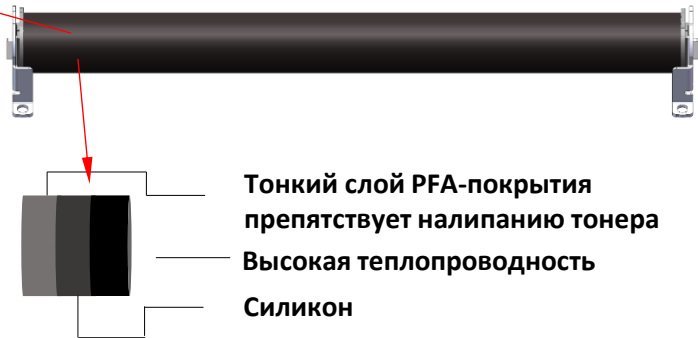 Тонкий слой PFA-покрытия
препятствует налипанию тонера
Высокая теплопроводность
Силикон